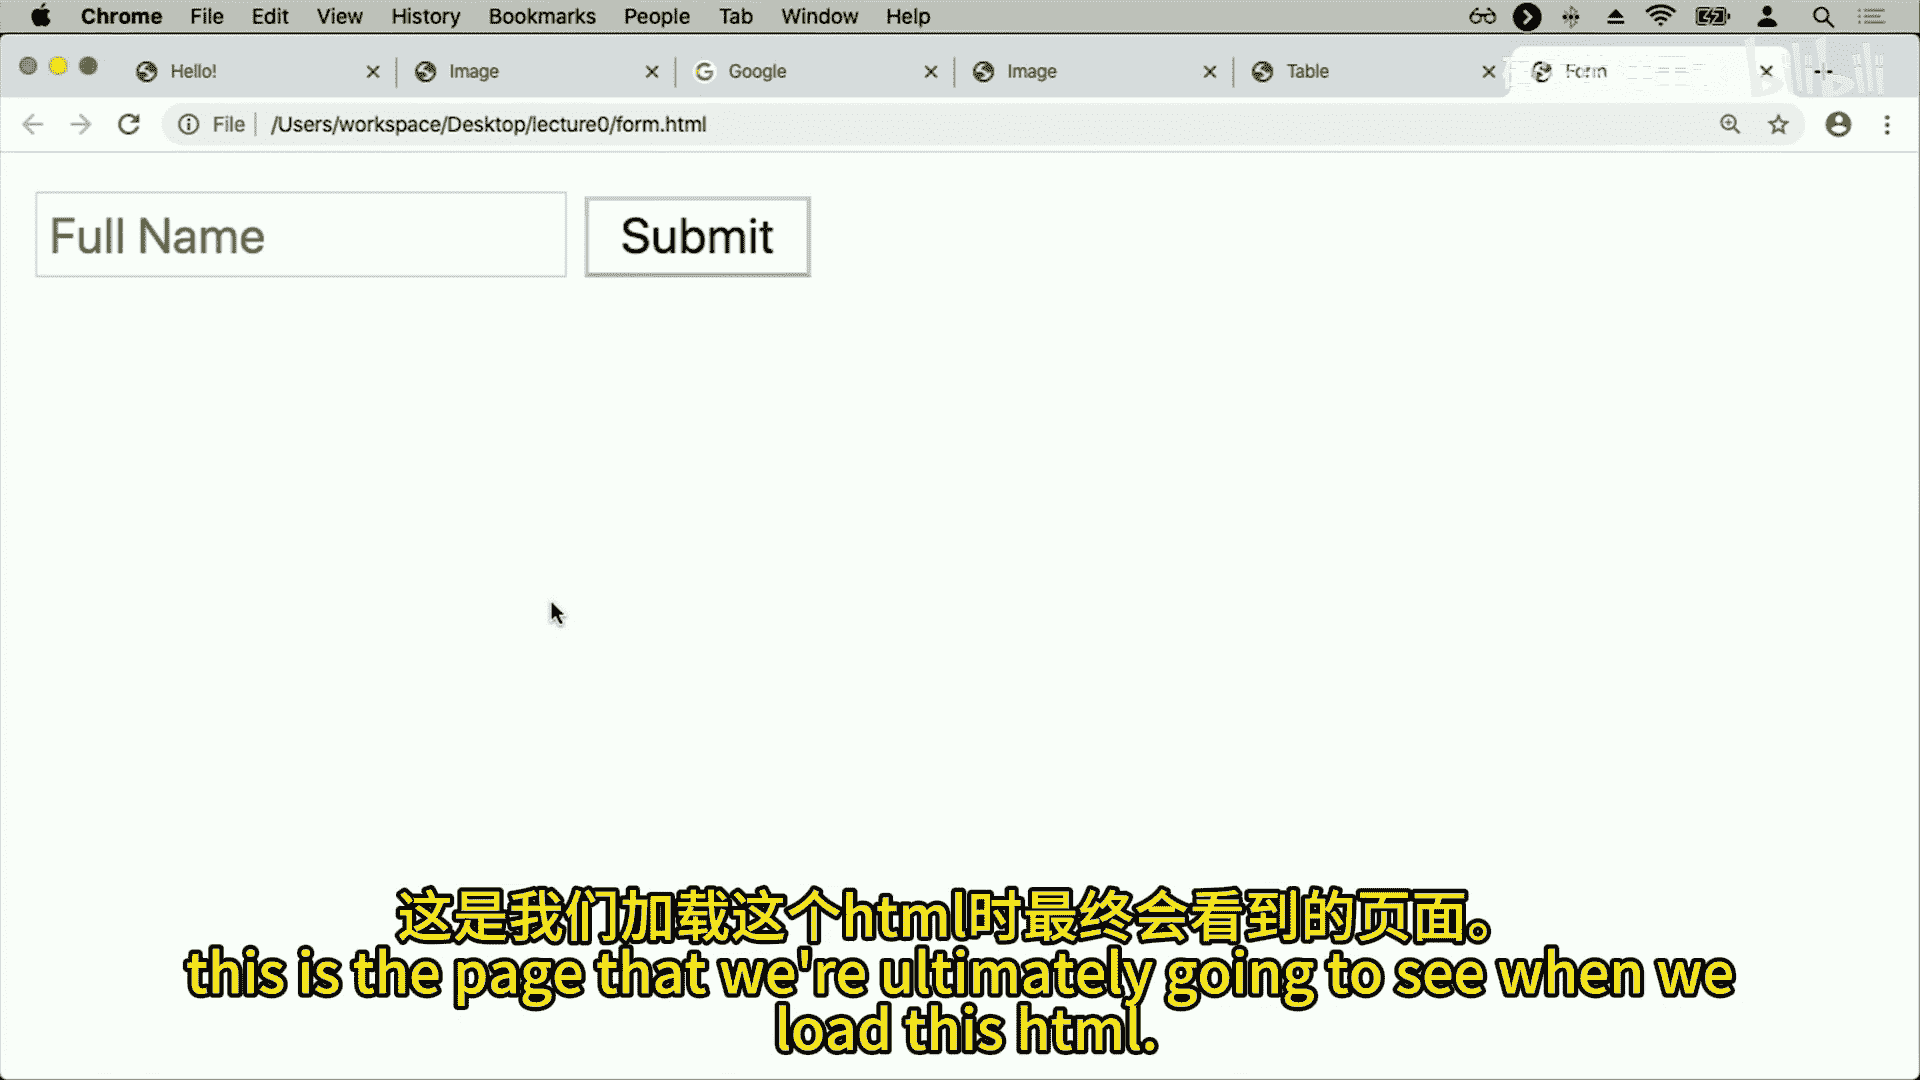 Chrome File Edit View History Bookmarks People Tab Window Help
Hello! Image Google Image Table Form
bilibili
File /Users/workspace/Desktop/lecture0/form.html
Full Name Submit
这是我们加载这个html时最终会看到的页面。
this is the page that we're ultimately going to see when we
load this html.